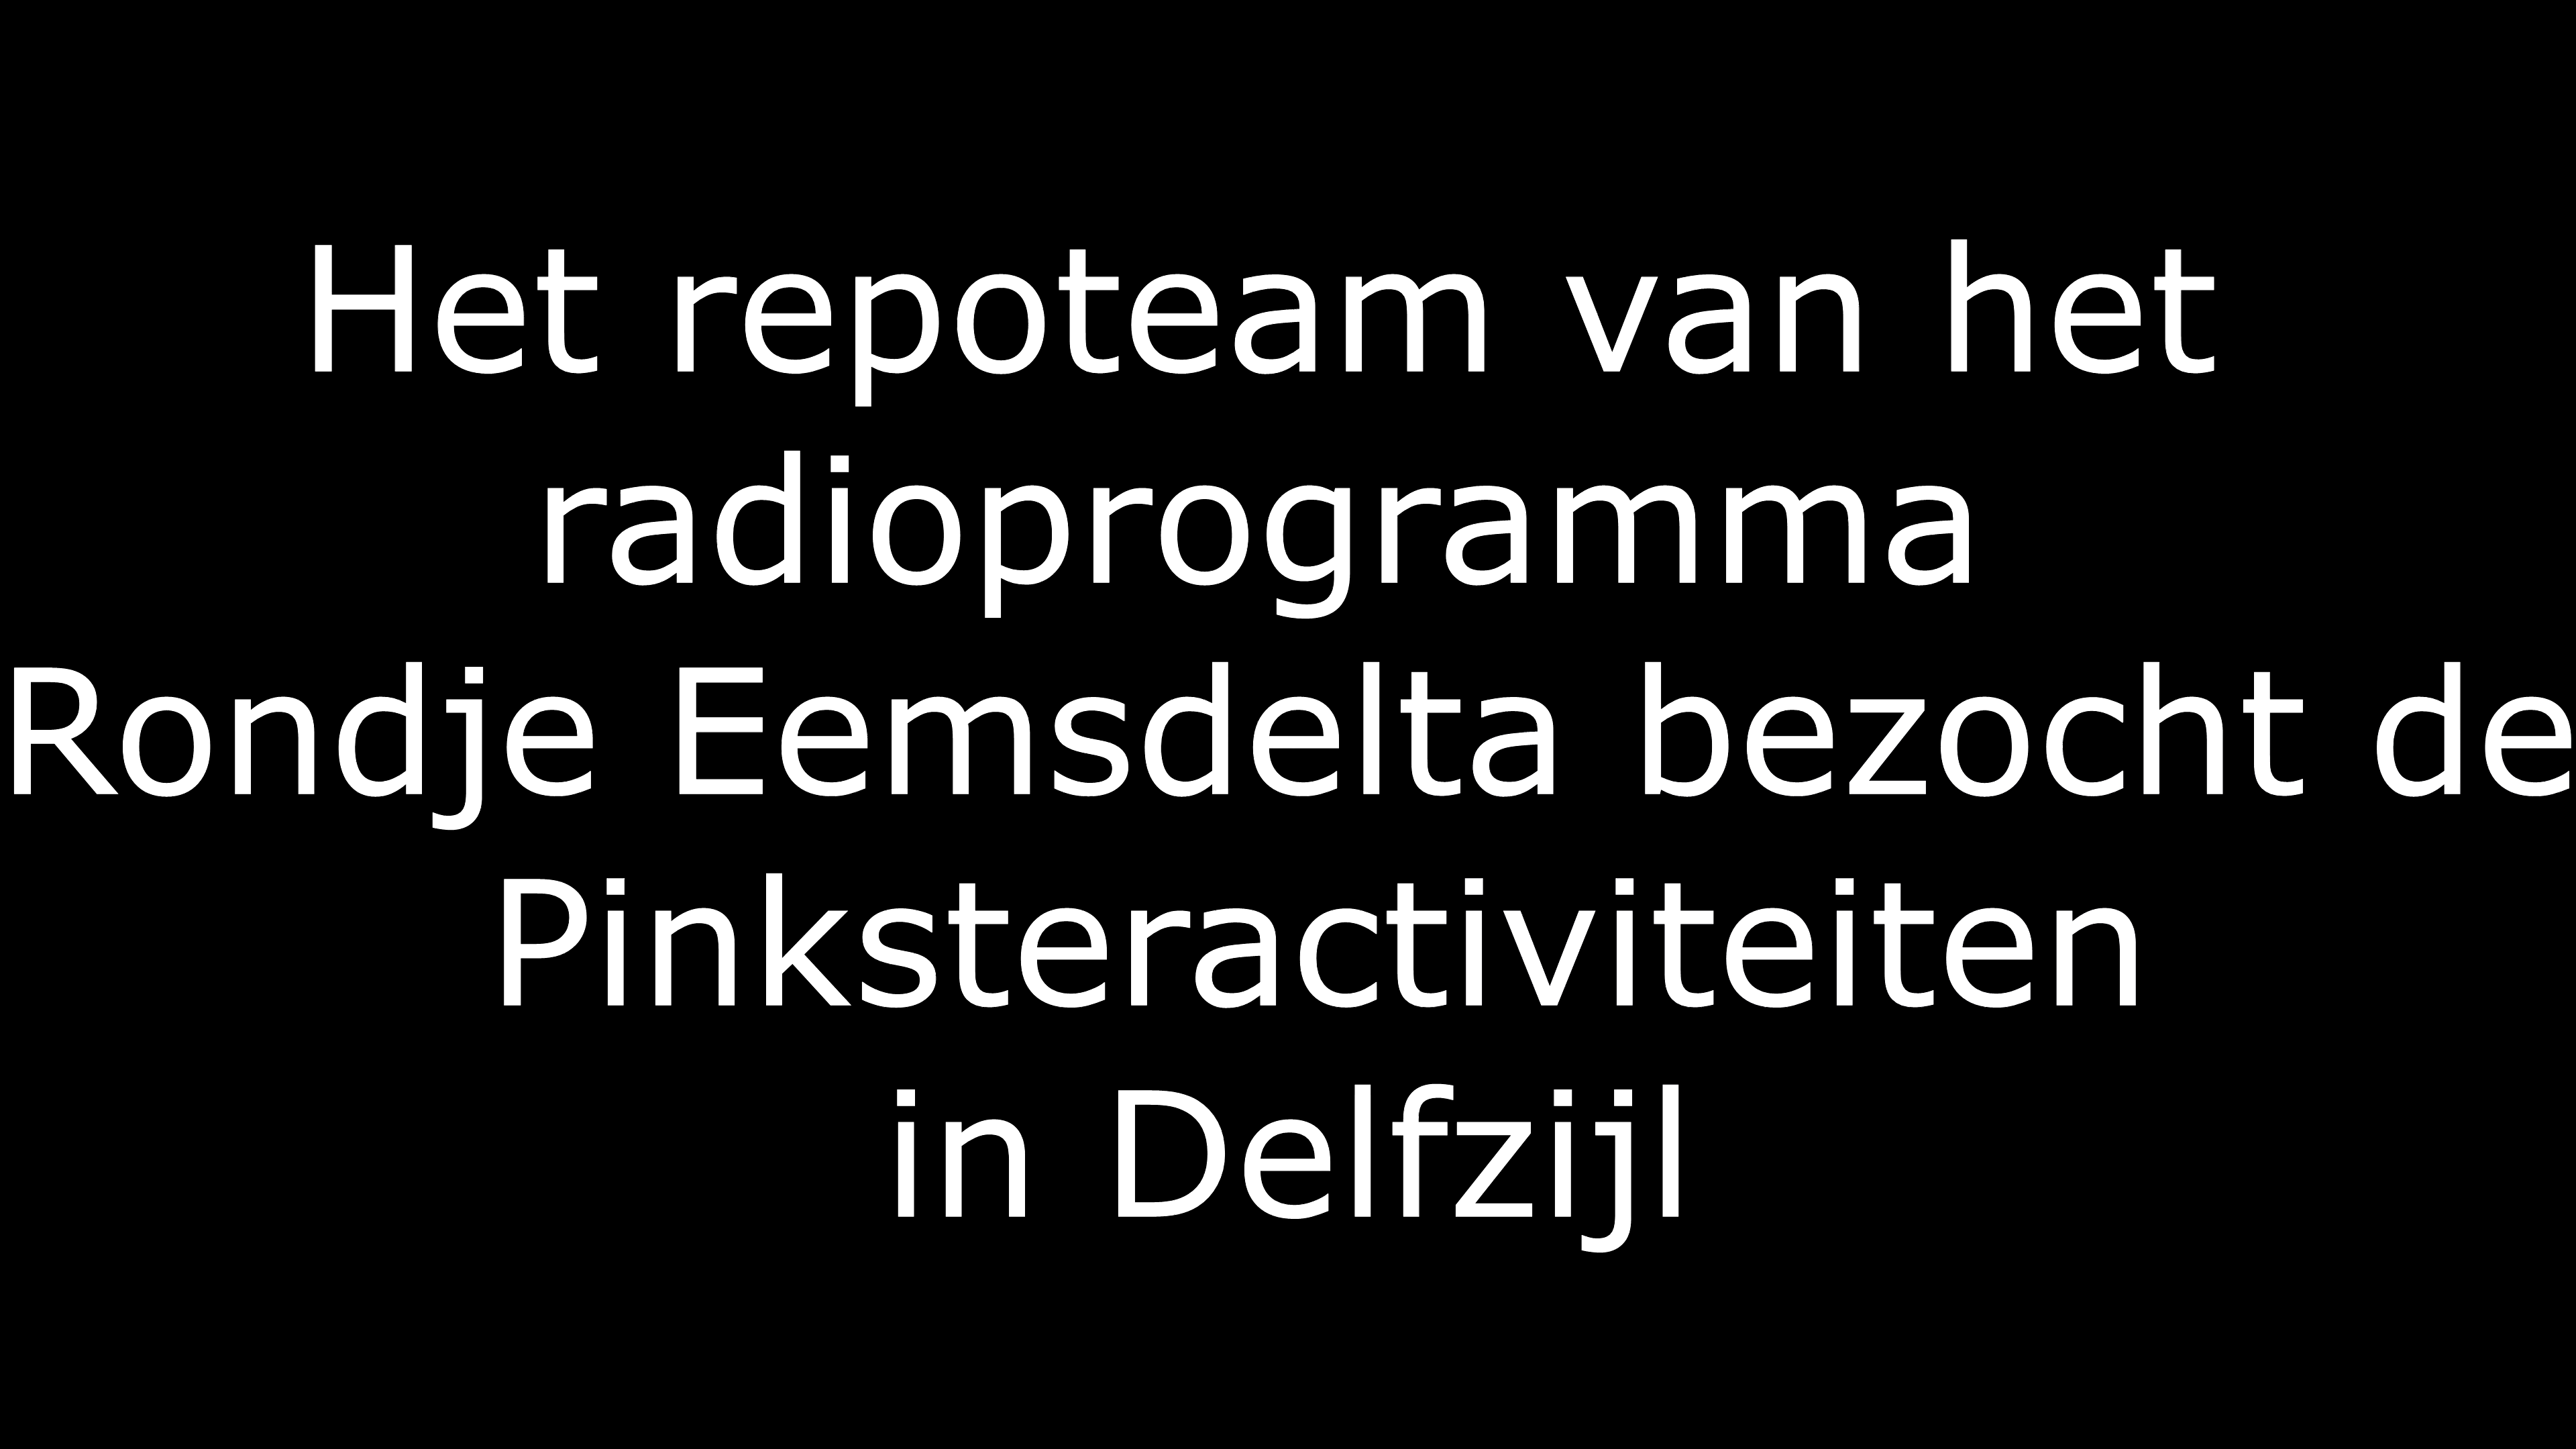 Het repoteam van het
radioprogramma
Rondje Eemsdelta bezocht de
Pinksteractiviteiten
in Delfzijl